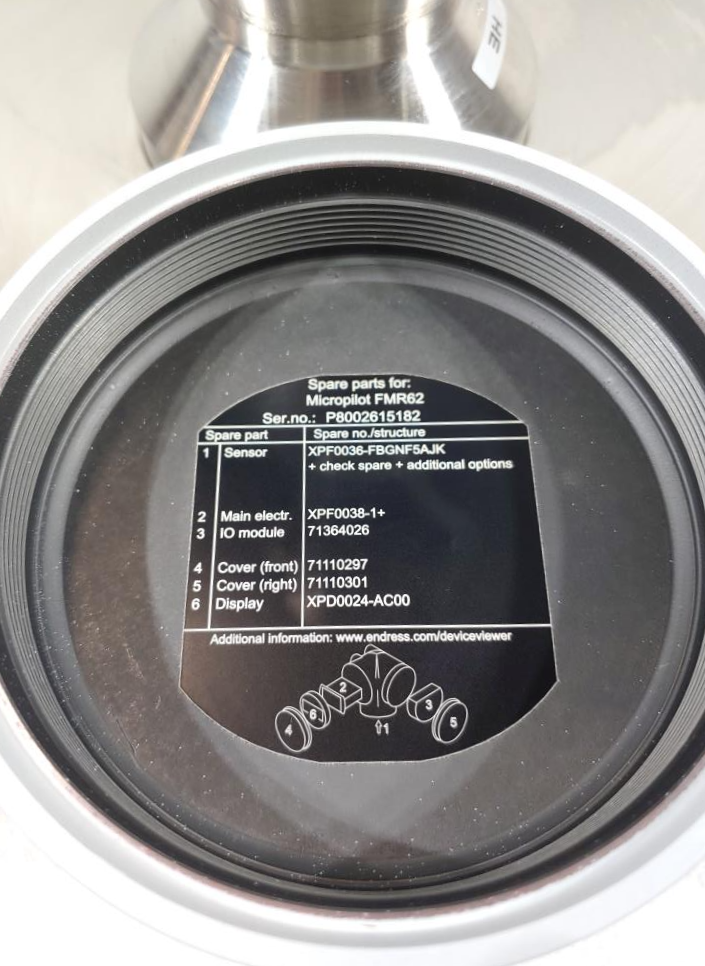 HE
Spare parts for:
Micropilot FMR62
Ser.no.: P8002615182
Spare part Spare no./structure
1 Sensor XPF0036-FBGNF5AJK
+ check spare + additional options
2 Main electr. XPF0038-1+
3 IO module 71364026
4 Cover (front) 71110297
5 Cover (right) 71110301
6 Display XPD0024-AC00
Additional information: www.endress.com/deviceviewer
2
6
3
4
1
5